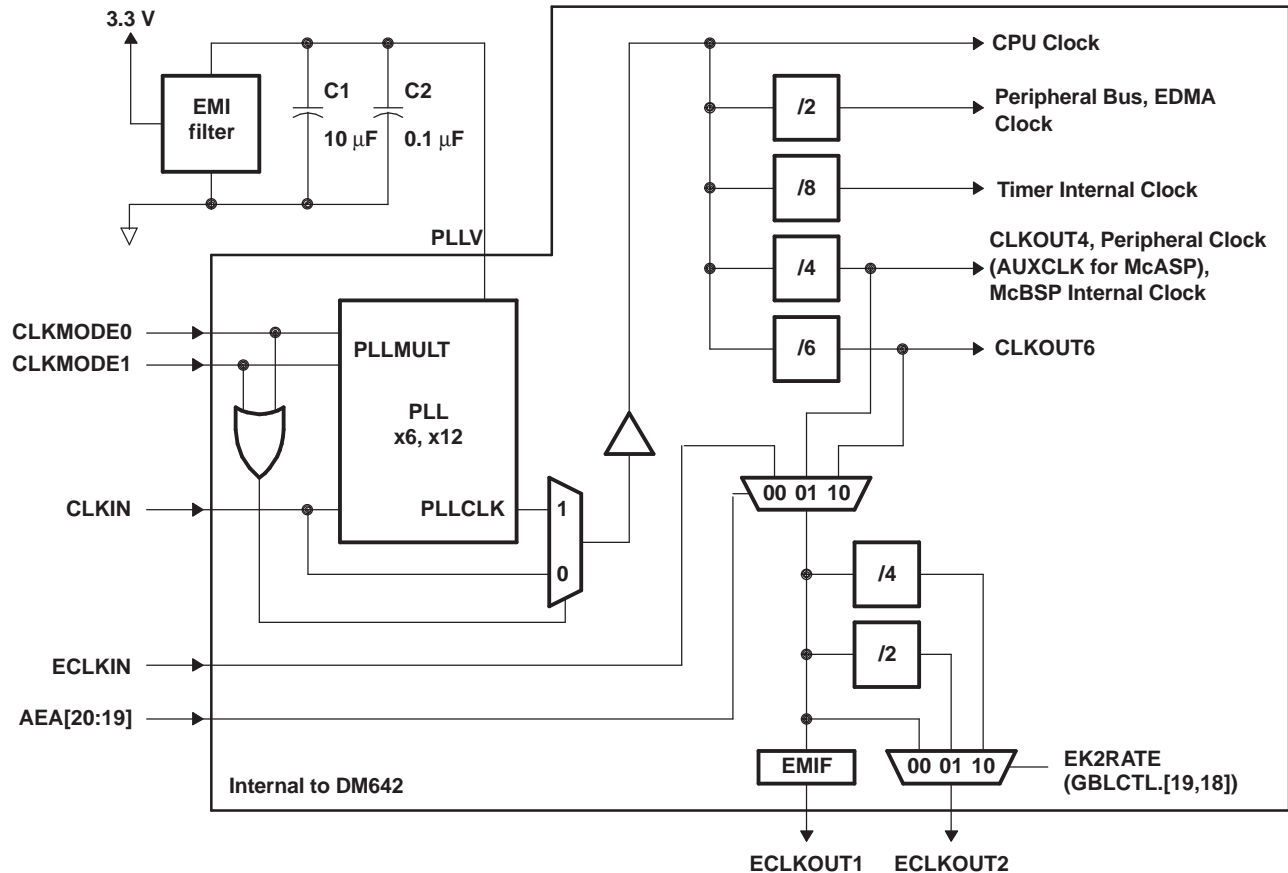 3.3 V
EMI
filter
C1
10 μF
C2
0.1 μF
CPU Clock
/2
Peripheral Bus, EDMA
Clock
/8
Timer Internal Clock
/4
CLKOUT4, Peripheral Clock
(AUXCLK for McASP),
McBSP Internal Clock
/6
CLKOUT6
PLLV
CLKMODE0
CLKMODE1
PLLMULT
PLL
x6, x12
PLLCLK
CLKIN
1
0
00 01 10
/4
/2
ECLKIN
AEA[20:19]
EMIF
00 01 10
EK2RATE
(GBLCTL.[19,18])
Internal to DM642
ECLKOUT1
ECLKOUT2